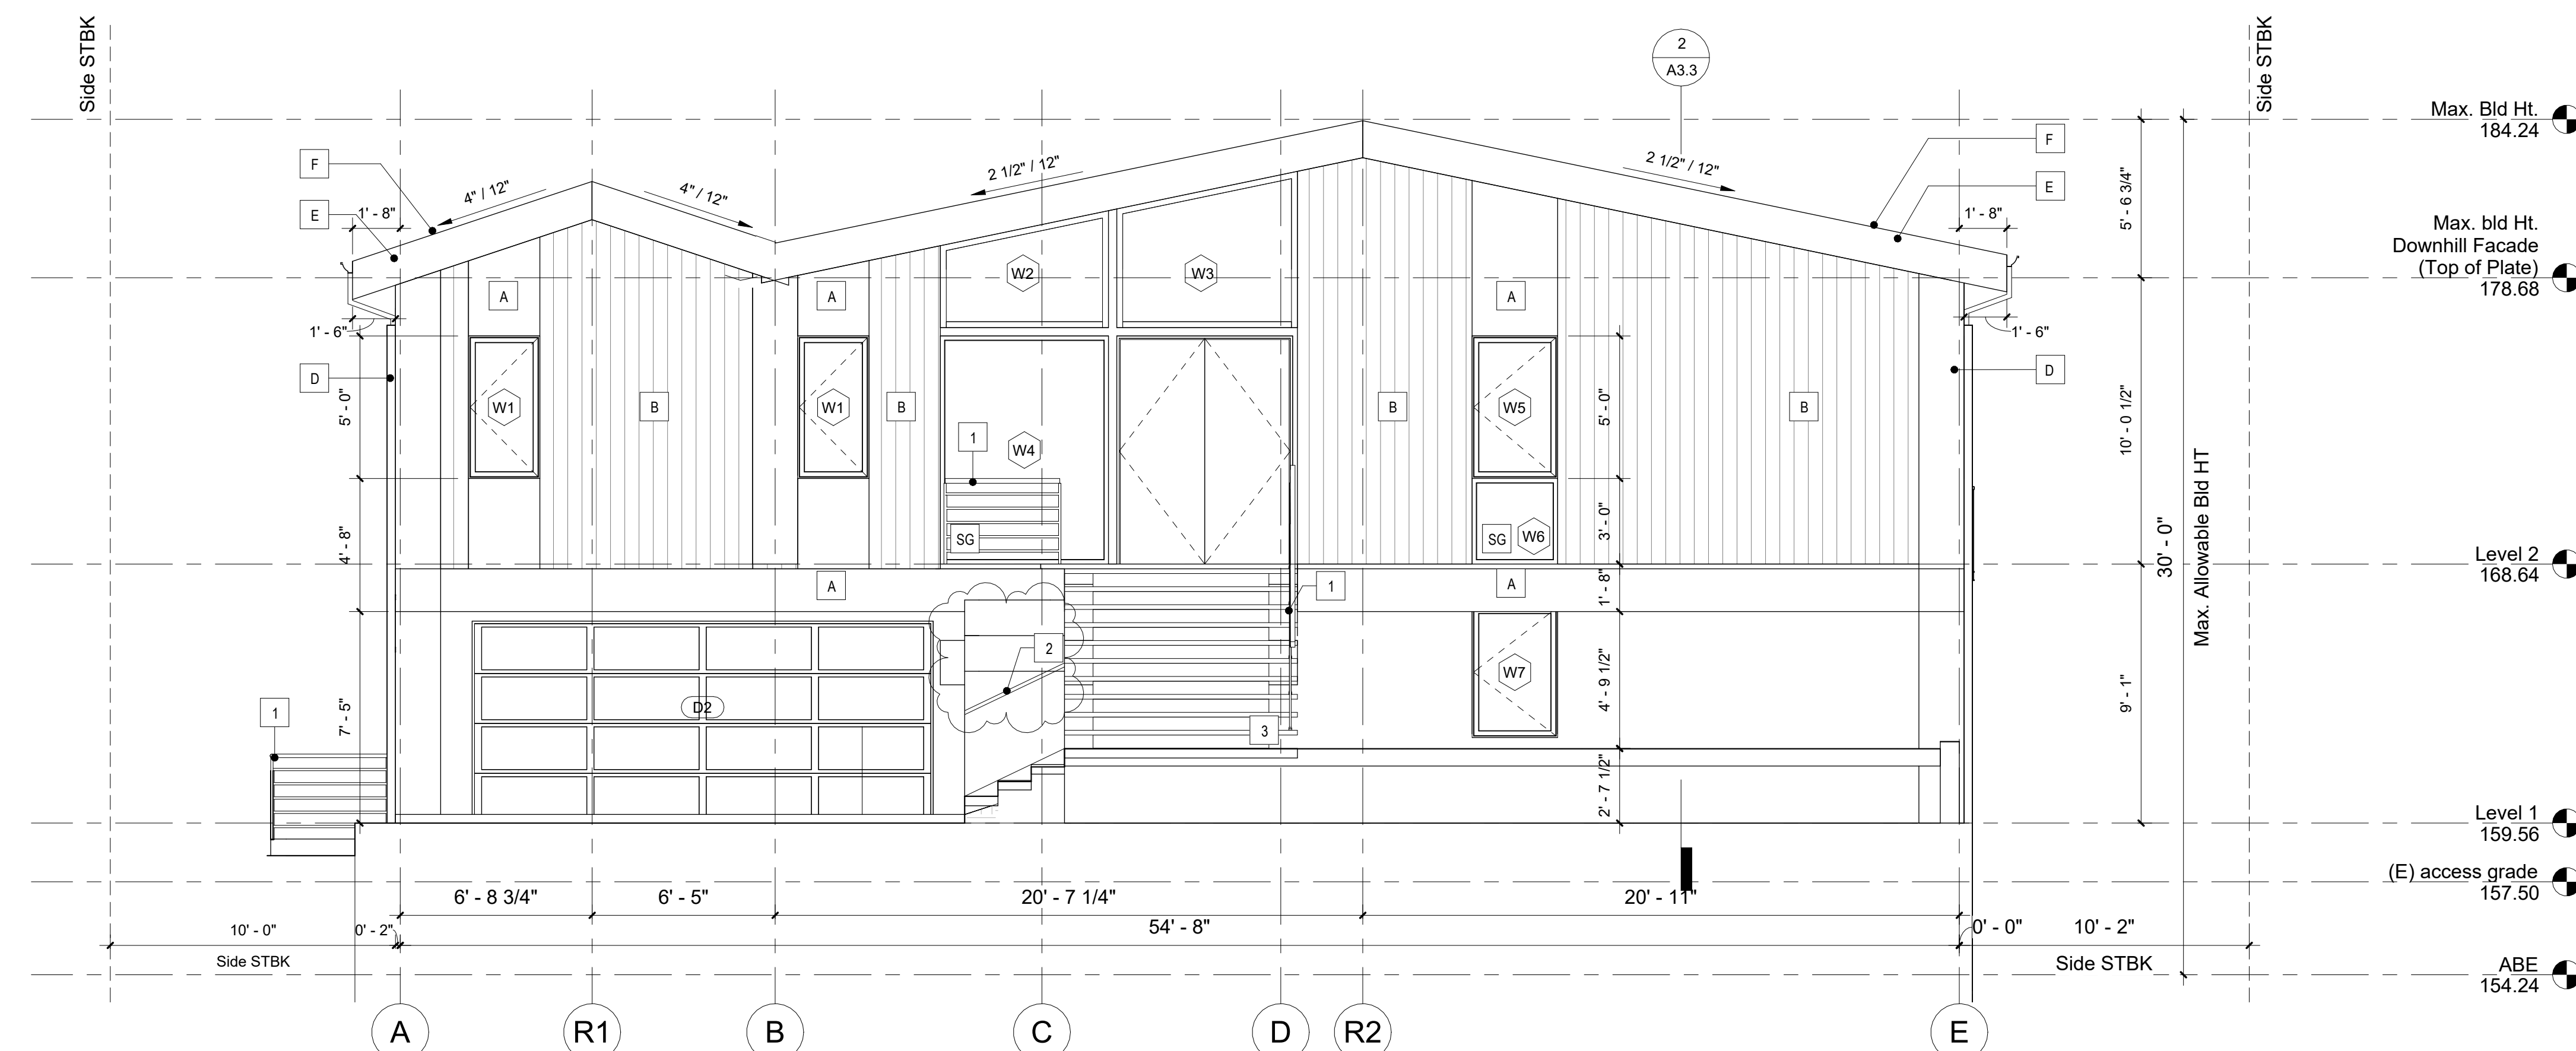 Side STBK
Side STBK
2
A3.3
Max. Bld Ht.
184.24
F
4" / 12"
4" / 12"
2 1/2" / 12"
2 1/2" / 12"
F
E
1' - 8"
E
1' - 8"
5' - 6 3/4"
Max. bld Ht.
Downhill Facade
(Top of Plate)
178.68
W2
W3
A
A
A
1' - 6"
1' - 6"
D
D
5' - 0"
W1
B
W1
B
B
W5
5' - 0"
B
10' - 0 1/2"
1
W4
4' - 8"
SG
SG
W6
3' - 0"
30' - 0"
Max. Allowable Bld HT
Level 2
168.64
A
1
A
1' - 8"
2
W7
4' - 9 1/2"
9' - 1"
1
7' - 5"
D2
3
2' - 7 1/2"
Level 1
159.56
(E) access grade
157.50
6' - 8 3/4"
6' - 5"
20' - 7 1/4"
20' - 11"
10' - 0"
0' - 2"
54' - 8"
0' - 0"
10' - 2"
Side STBK
Side STBK
ABE
154.24
A
R1
B
C
D
R2
E